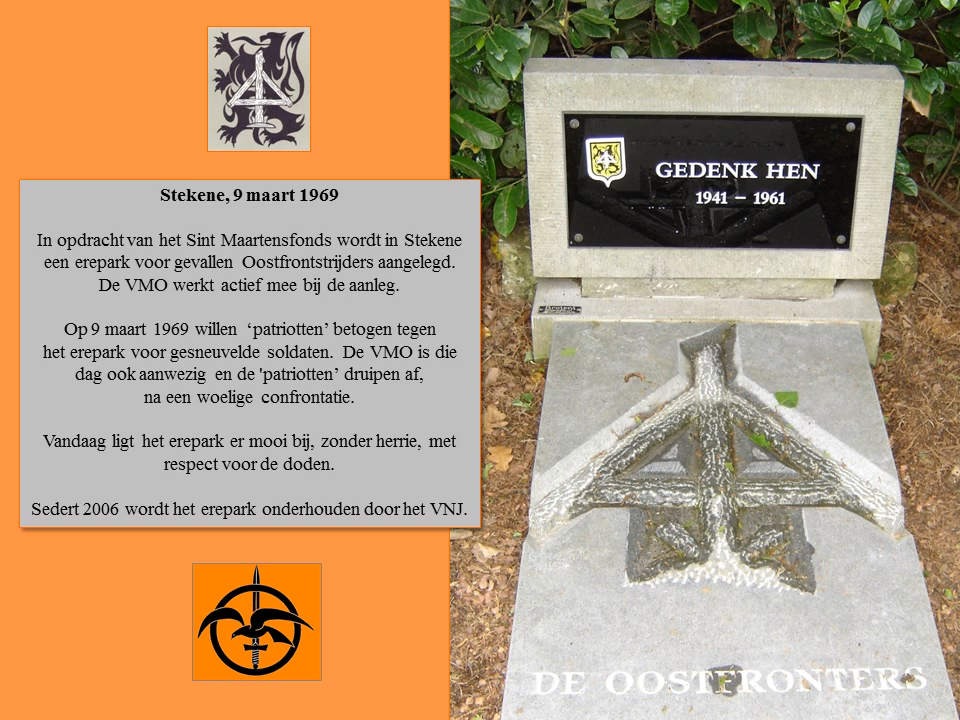 Stekene, 9 maart 1969
In opdracht van het Sint Maartensfonds wordt in Stekene
een erepark voor gevallen Oostfrontstrijders aangelegd.
De VMO werkt actief mee bij de aanleg.
Op 9 maart 1969 willen ‘patriotten’ betogen tegen
het erepark voor gesneuvelde soldaten. De VMO is die
dag ook aanwezig en de 'patriotten’ druipen af,
na een woelige confrontatie.
Vandaag ligt het erepark er mooi bij, zonder herrie, met
respect voor de doden.
Sedert 2006 wordt het erepark onderhouden door het VNJ.
GEDENK HEN
1941 – 1961
DE OOSTFRONTERS